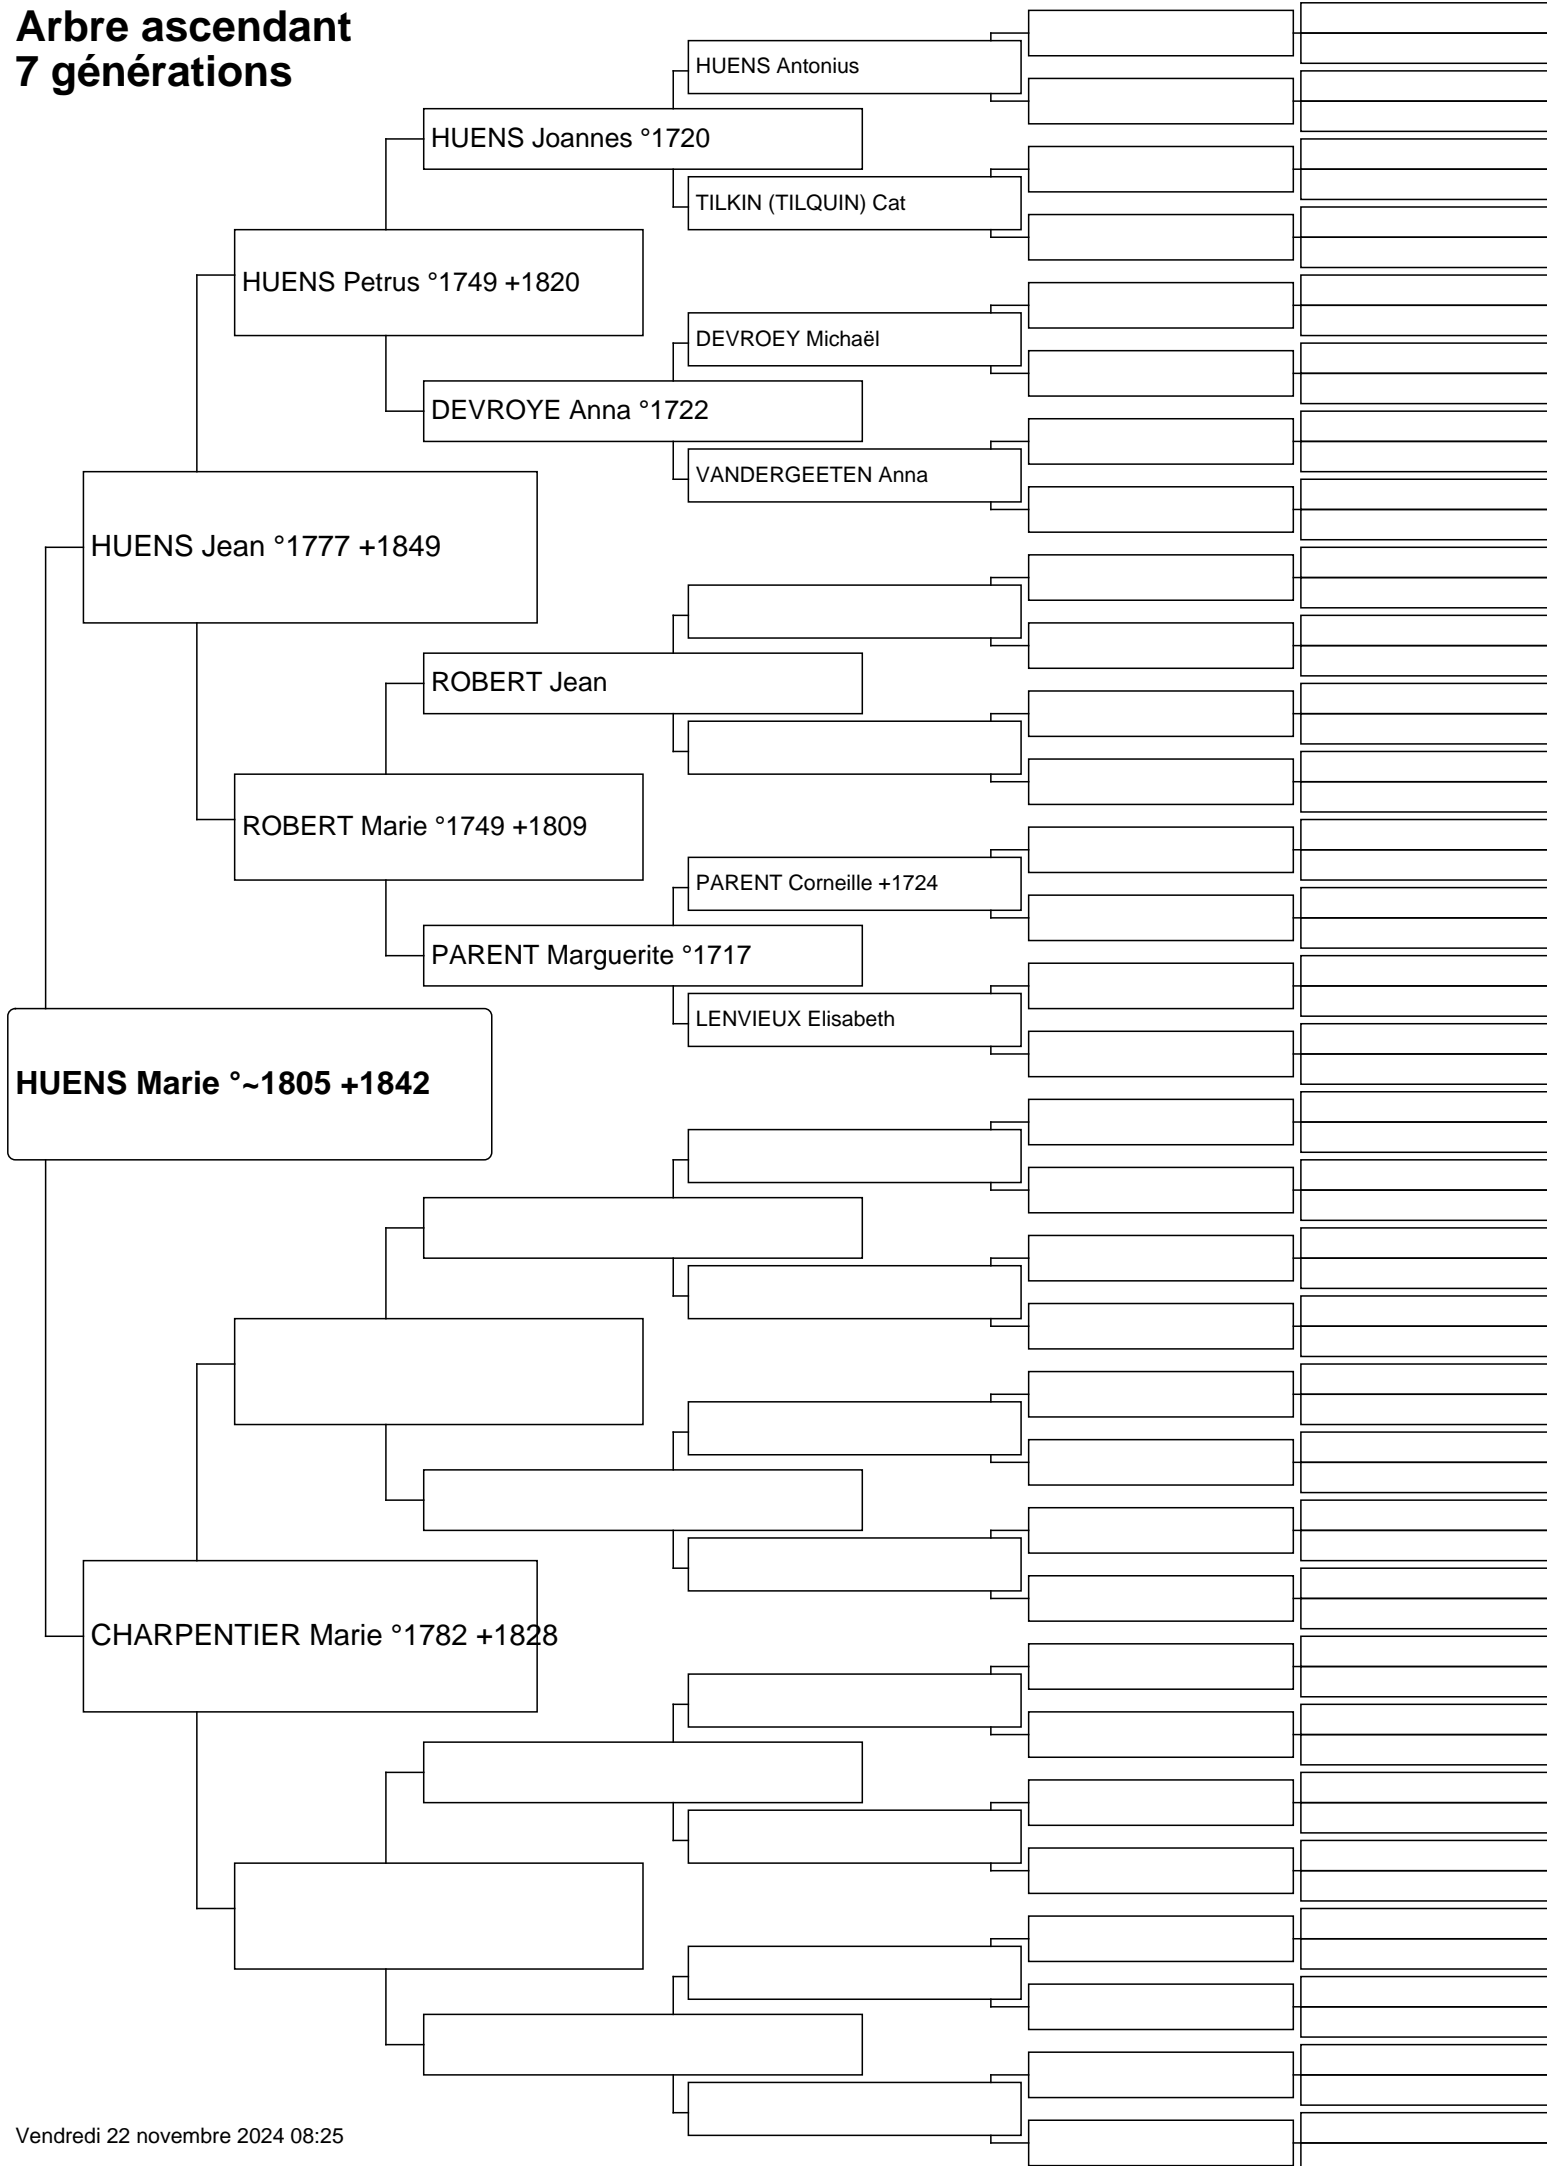 Arbre ascendant
7 générations
HUENS Antonius
HUENS Joannes °1720
TILKIN (TILQUIN) Cat
HUENS Petrus °1749 +1820
DEVROEY Michaël
DEVROYE Anna °1722
VANDERGEETEN Anna
HUENS Jean °1777 +1849
ROBERT Jean
ROBERT Marie °1749 +1809
PARENT Corneille +1724
PARENT Marguerite °1717
LENVIEUX Elisabeth
HUENS Marie °~1805 +1842
CHARPENTIER Marie °1782 +1828
Vendredi 22 novembre 2024 08:25